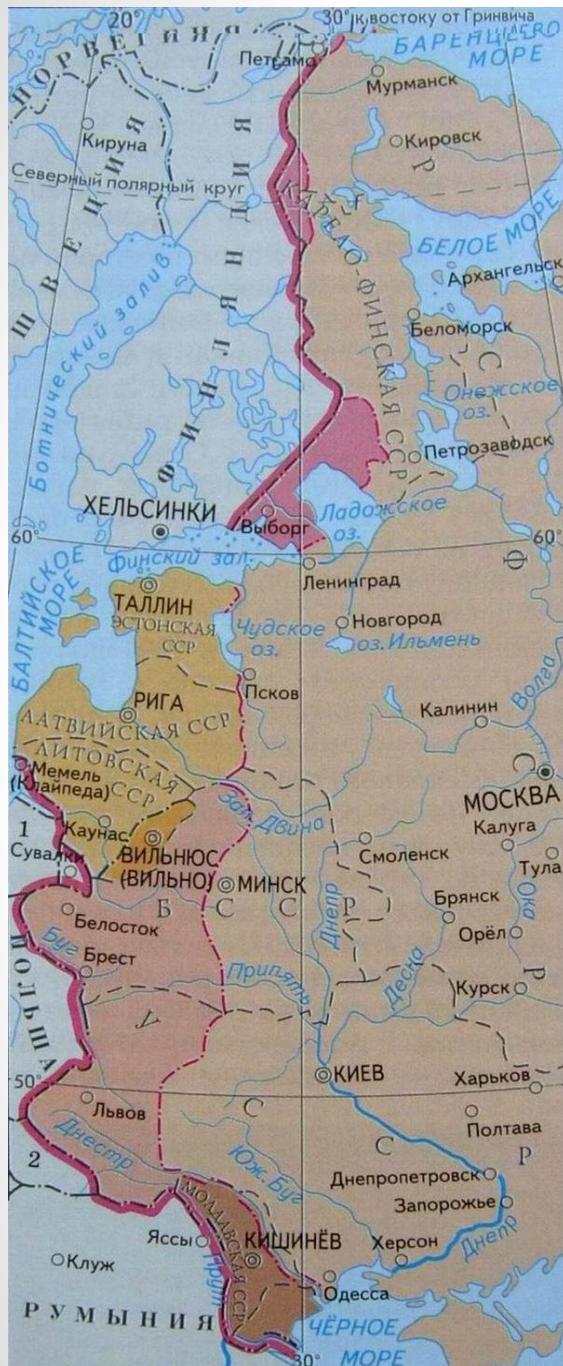 20°
30° к востоку от Гринвича
НОРВЕГИЯ
Петсамо
БАРЕНЦЕВО
МОРЕ
Мурманск
Кируна
Кировск
Северный полярный круг
ШВЕЦИЯ
ФИНЛЯНДИЯ
КАРЕЛО-ФИНСКАЯ ССР
БЕЛОЕ МОРЕ
Архангельск
Беломорск
Ботнический залив
Онежское
оз.
Петрозаводск
ХЕЛЬСИНКИ
Выборг
Ладожское
оз.
60°
60°
Финский зал.
Ленинград
БАЛТИЙСКОЕ
МОРЕ
ТАЛЛИН
ЭСТОНСКАЯ
ССР
Чудское
оз.
Новгород
оз. Ильмень
Псков
РИГА
Калинин
Волга
ЛАТВИЙСКАЯ ССР
ЛИТОВСКАЯ
ССР
Мемель
(Клайпеда)
Зап. Двина
МОСКВА
Каунас
1
ВИЛЬНЮС
(ВИЛЬНО)
Сувалки
МИНСК
Смоленск
Калуга
Тула
Р С Ф С Р
Б С С Р
Днепр
Брянск
Ока
Белосток
Орёл
Буг
Брест
Припять
Десна
Курск
ПОЛЬША
У С С Р
КИЕВ
50°
Харьков
Львов
Полтава
Днестр
2
Юж. Буг
Днепропетровск
МОЛДАВСКАЯ ССР
Запорожье
Яссы
КИШИНЁВ
Херсон
Днепр
Клуж
Прут
Одесса
РУМЫНИЯ
ЧЁРНОЕ
МОРЕ
30°